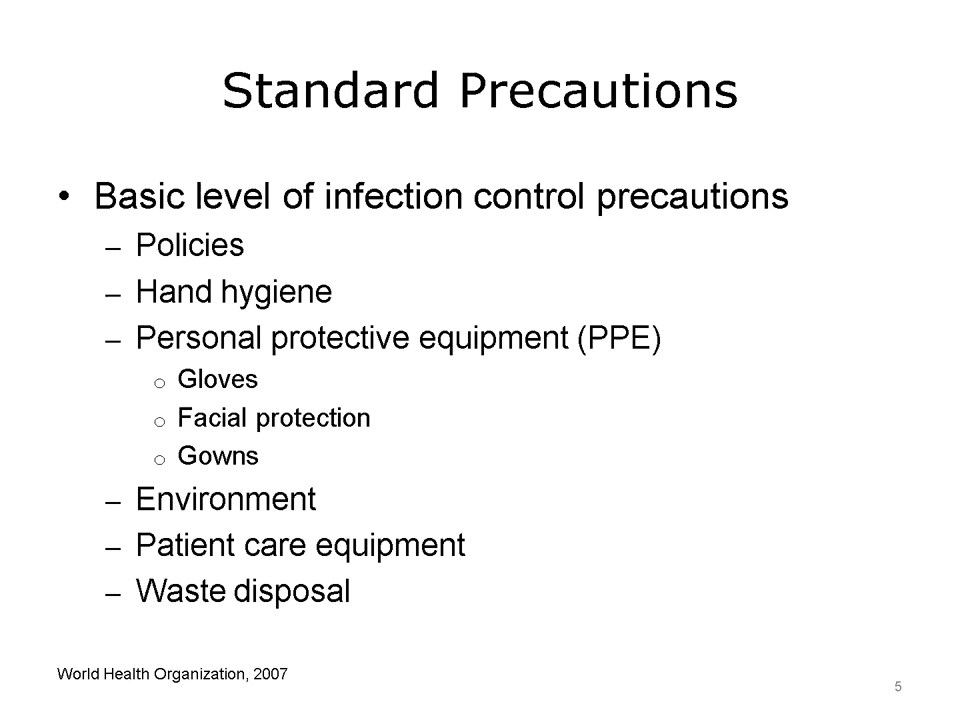 Standard Precautions
• Basic level of infection control precautions
– Policies
– Hand hygiene
– Personal protective equipment (PPE)
o Gloves
o Facial protection
o Gowns
– Environment
– Patient care equipment
– Waste disposal
World Health Organization, 2007
5